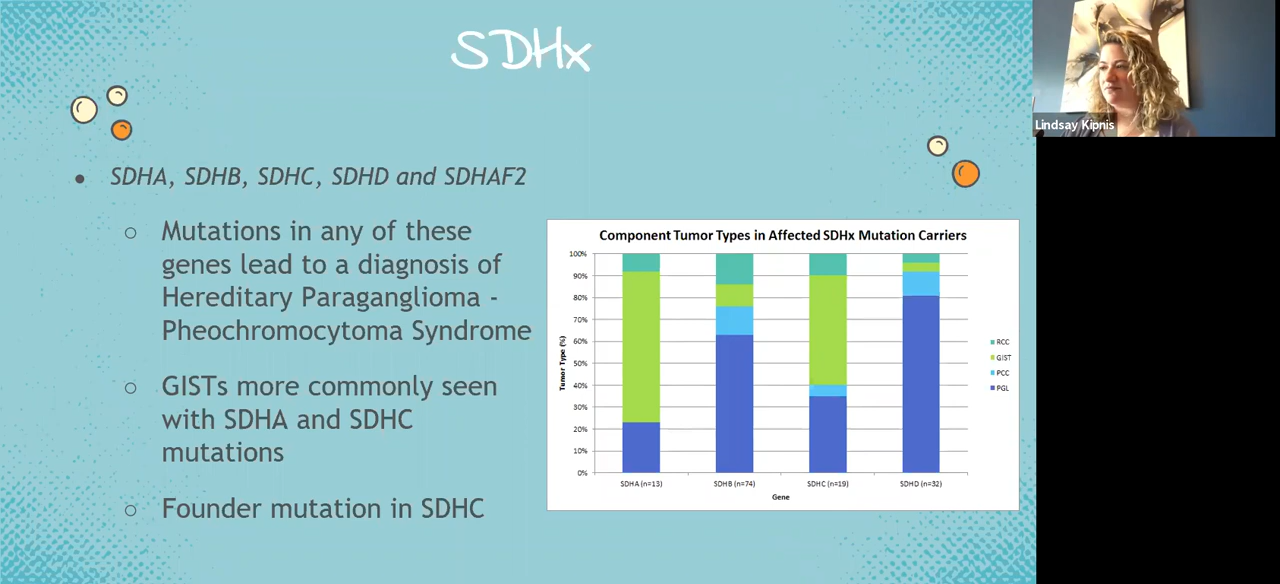 SDHx
Lindsay Kipnis
● SDHA, SDHB, SDHC, SDHD and SDHAF2
○ Mutations in any of these
genes lead to a diagnosis of
Hereditary Paraganglioma -
Pheochromocytoma Syndrome
○ GISTs more commonly seen
with SDHA and SDHC
mutations
○ Founder mutation in SDHC
Component Tumor Types in Affected SDHx Mutation Carriers
Tumor Type (%)
100%
90%
80%
70%
60%
50%
40%
30%
20%
10%
0%
SDHA (n=13) SDHB (n=74) SDHC (n=19) SDHD (n=32)
Gene
RCC
GIST
PCC
PGL